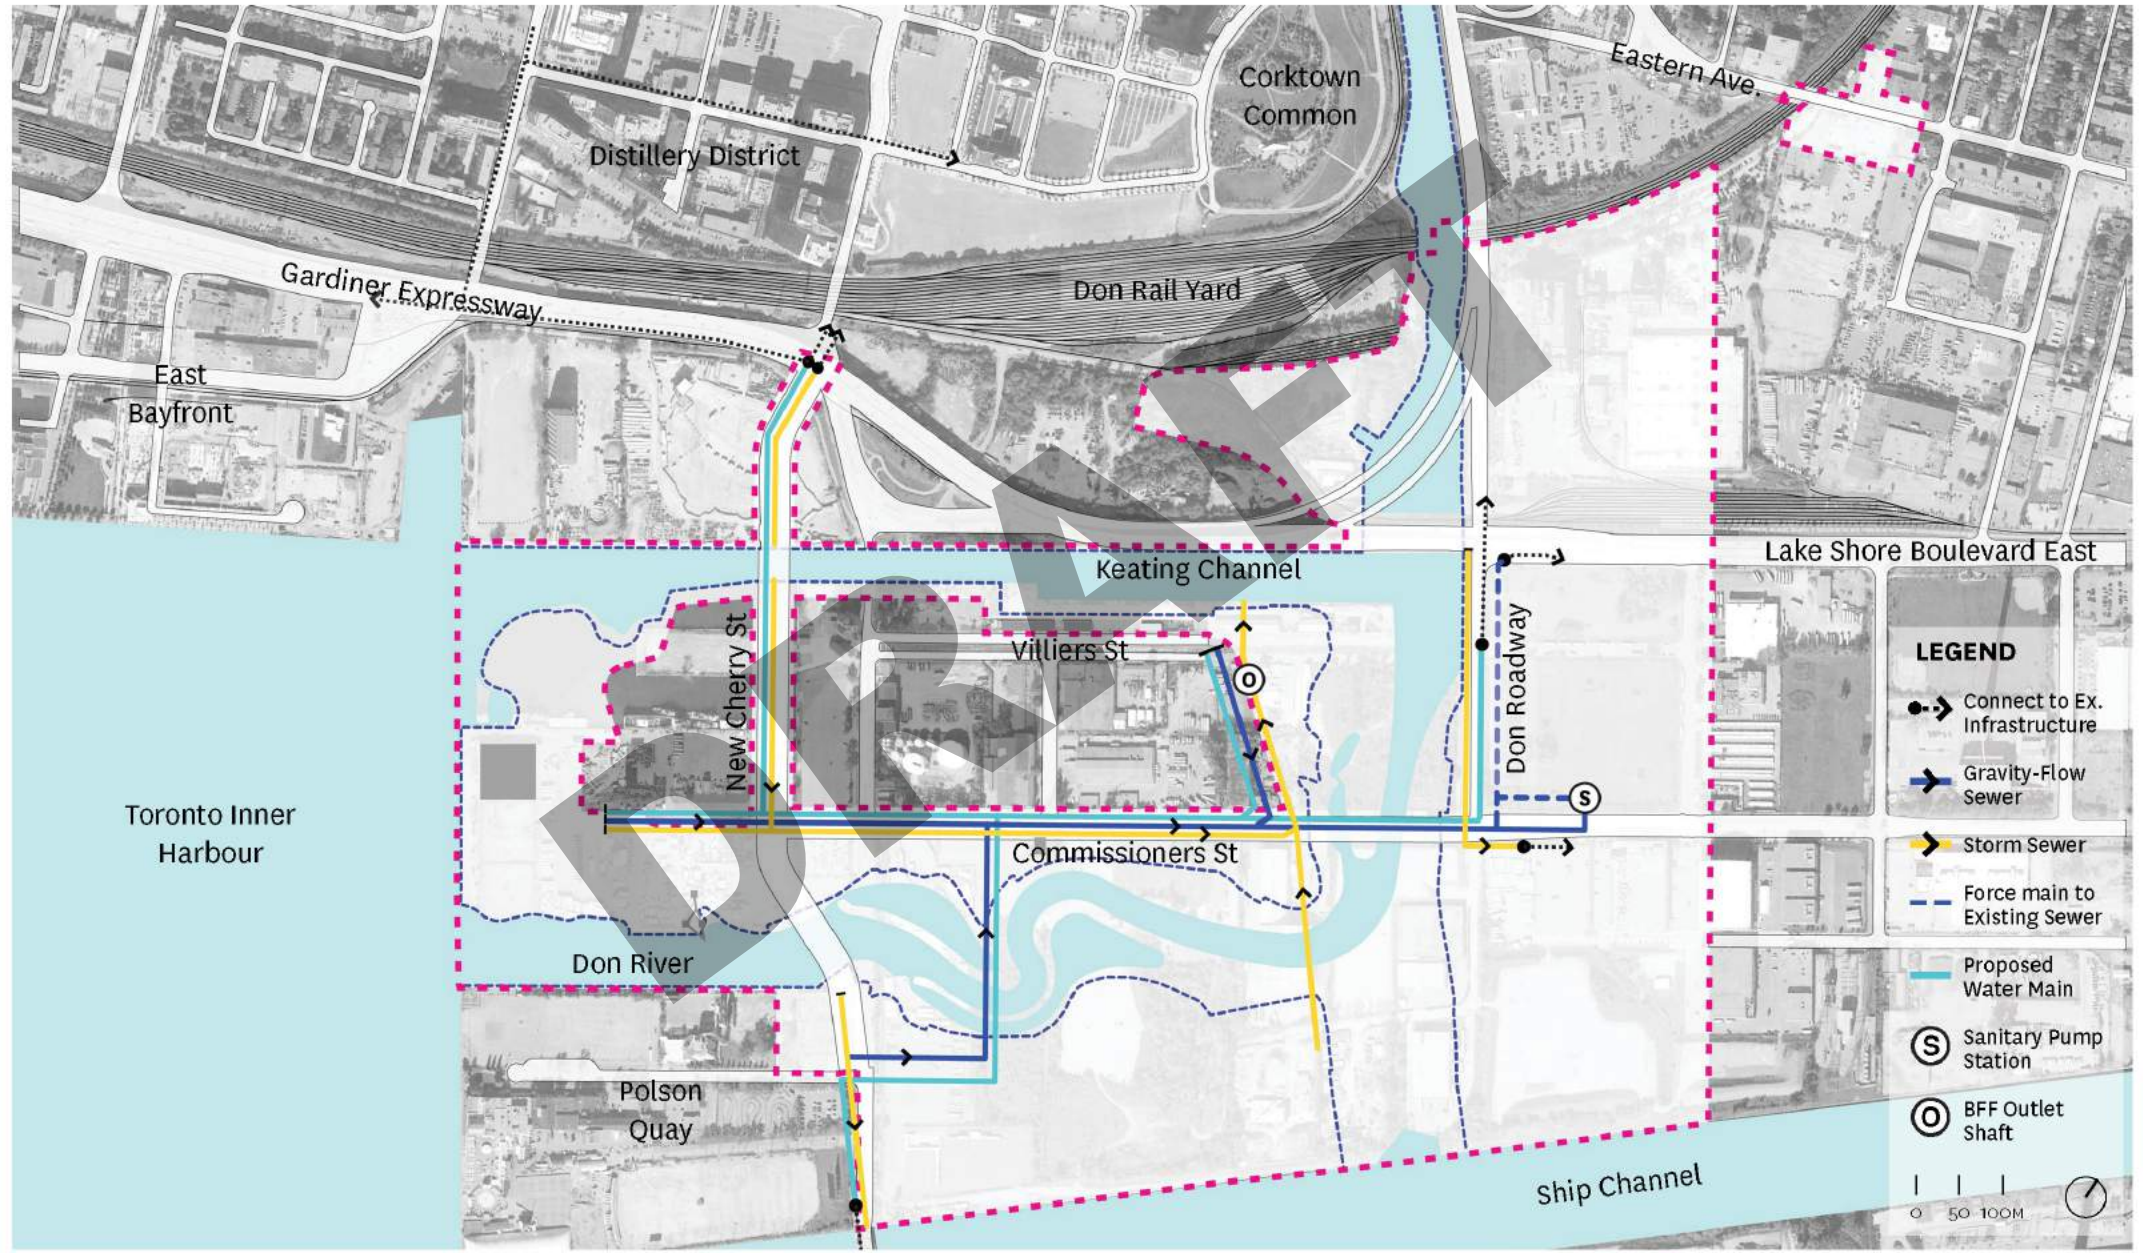 Eastern Ave.
Corktown
Common
Distillery District
Gardiner Expressway
Don Rail Yard
East
Bayfront
Lake Shore Boulevard East
Keating Channel
New Cherry St
Villiers St
O
Don Roadway
S
Toronto Inner
Harbour
Commissioners St
Don River
Polson
Quay
Ship Channel
DRAFT
LEGEND
Connect to Ex.
Infrastructure
Gravity-Flow
Sewer
Storm Sewer
Force main to
Existing Sewer
Proposed
Water Main
S Sanitary Pump
Station
O BFF Outlet
Shaft
0 50 100M